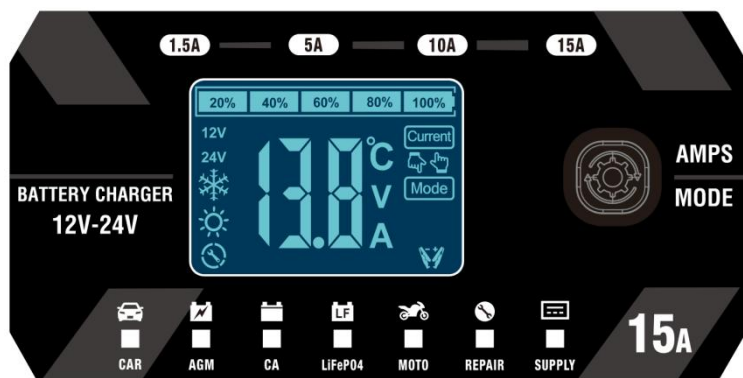 1.5A 5A 10A 15A
20% 40% 60% 80% 100%
12V
24V
13.8
°C
V
A
Current
Mode
BATTERY CHARGER
12V-24V
AMPS
MODE
LF
CAR AGM CA LiFePO4 MOTO REPAIR SUPPLY
15A